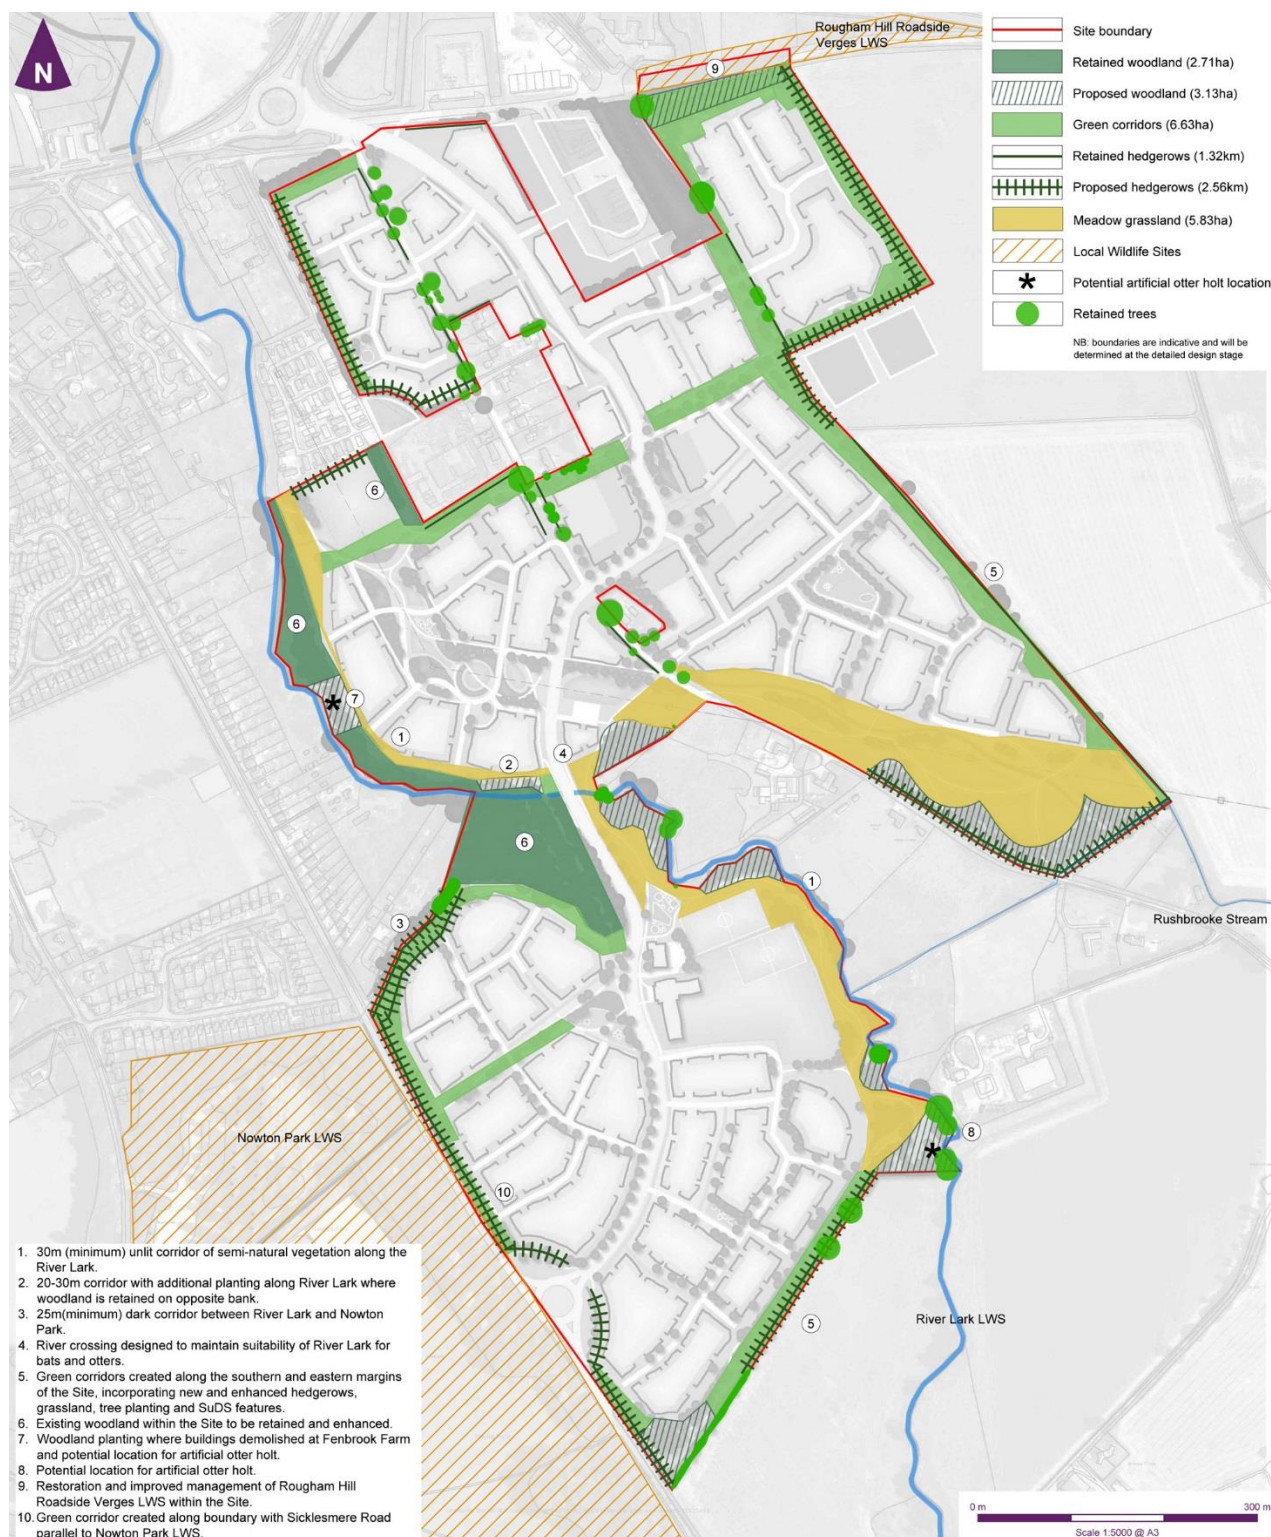 N
Rougham Hill Roadside
Verges LWS
9
Site boundary
Retained woodland (2.71ha)
Proposed woodland (3.13ha)
Green corridors (6.63ha)
Retained hedgerows (1.32km)
Proposed hedgerows (2.56km)
Meadow grassland (5.83ha)
Local Wildlife Sites
Potential artificial otter holt location
Retained trees
NB: boundaries are indicative and will be
determined at the detailed design stage
6
5
6
7
1
2
4
6
1
3
Rushbrooke Stream
Nowton Park LWS
8
10
5
River Lark LWS
1. 30m (minimum) unlit corridor of semi-natural vegetation along the
River Lark.
2. 20-30m corridor with additional planting along River Lark where
woodland is retained on opposite bank.
3. 25m(minimum) dark corridor between River Lark and Nowton
Park.
4. River crossing designed to maintain suitability of River Lark for
bats and otters.
5. Green corridors created along the southern and eastern margins
of the Site, incorporating new and enhanced hedgerows,
grassland, tree planting and SuDS features.
6. Existing woodland within the Site to be retained and enhanced.
7. Woodland planting where buildings demolished at Fenbrook Farm
and potential location for artificial otter holt.
8. Potential location for artificial otter holt.
9. Restoration and improved management of Rougham Hill
Roadside Verges LWS within the Site.
10. Green corridor created along boundary with Sicklesmere Road
parallel to Nowton Park LWS.
0 m 300 m
Scale 1:5000 @ A3